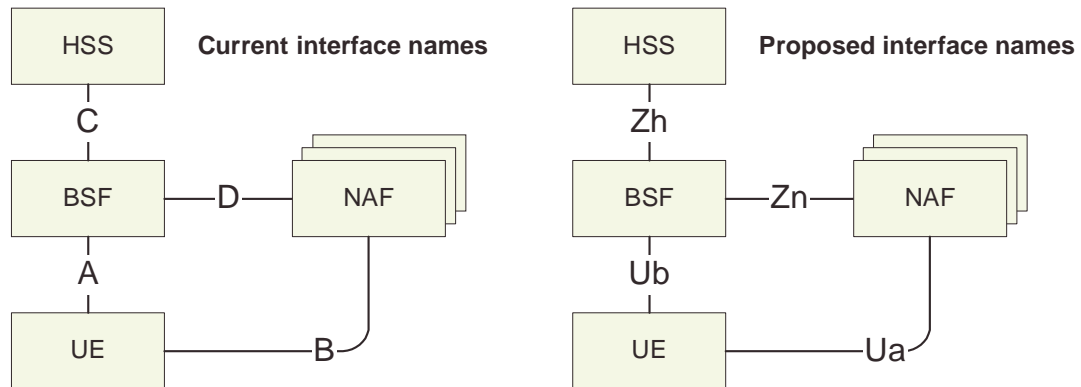 HSS
Current interface names
C
BSF
D
NAF
A
UE
B
HSS
Proposed interface names
Zh
BSF
Zn
NAF
Ub
UE
Ua